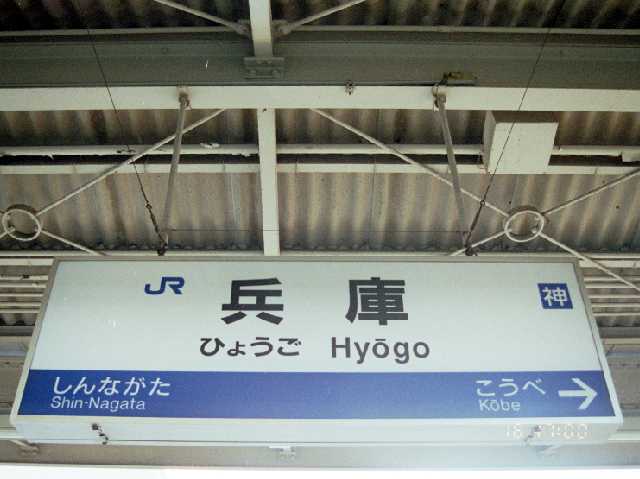 JR 兵庫 神
ひょうご Hyōgo
しんながた こうべ →
Shin-Nagata Kōbe